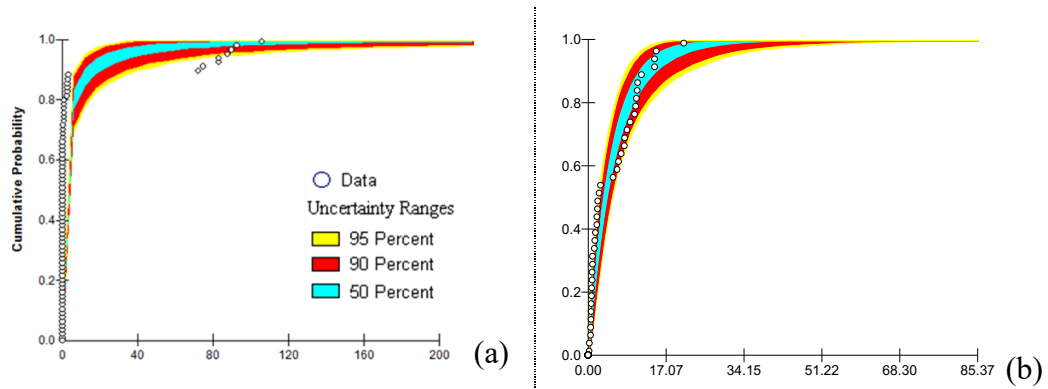 1.0
0.8
0.6
0.4
0.2
0.0
Cumulative Probability
0 40 80 120 160 200
Data
Uncertainty Ranges
95 Percent
90 Percent
50 Percent
(a)
1.0
0.8
0.6
0.4
0.2
0.0
0.00 17.07 34.15 51.22 68.30 85.37
(b)